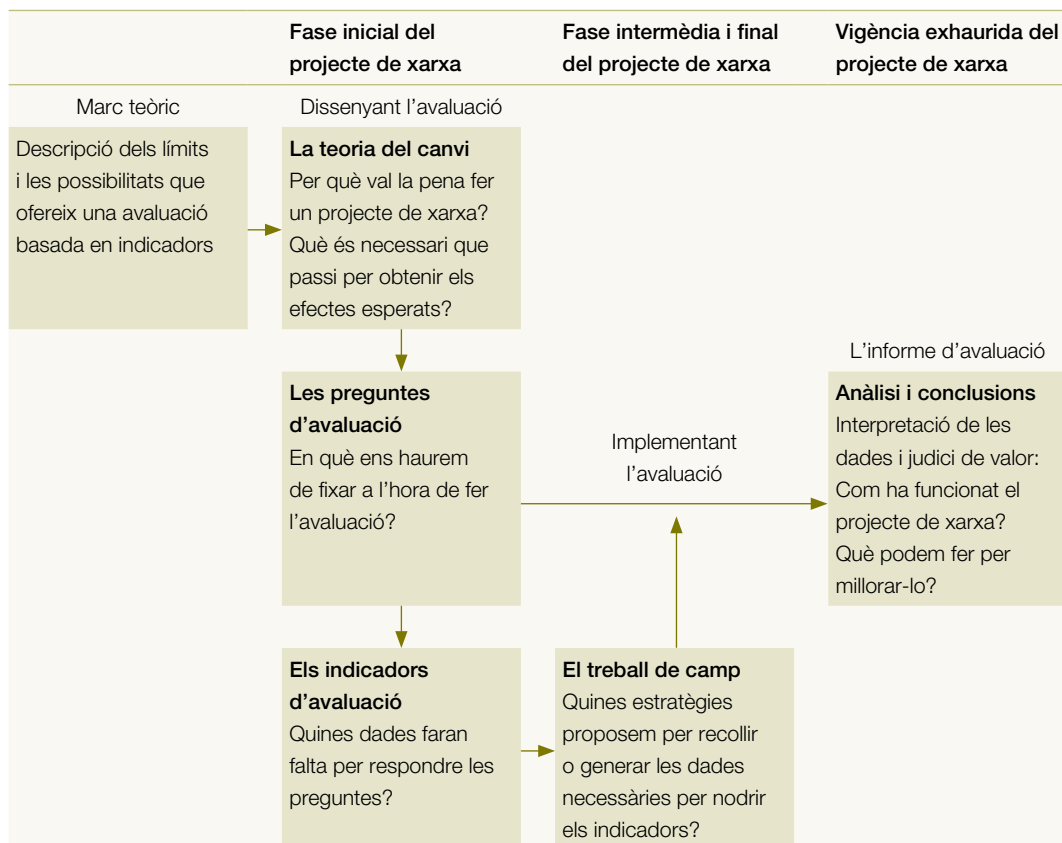 Fase inicial del
projecte de xarxa
Fase intermèdia i final
del projecte de xarxa
Vigència exhaurida del
projecte de xarxa
Marc teòric
Descripció dels límits
i les possibilitats que
ofereix una avaluació
basada en indicadors
Dissenyant l’avaluació
La teoria del canvi
Per què val la pena fer
un projecte de xarxa?
Què és necessari que
passi per obtenir els
efectes esperats?
Les preguntes
d’avaluació
En què ens haurem
de fixar a l’hora de fer
l’avaluació?
Implementant
l’avaluació
L’informe d’avaluació
Anàlisi i conclusions
Interpretació de les
dades i judici de valor:
Com ha funcionat el
projecte de xarxa?
Què podem fer per
millorar-lo?
Els indicadors
d’avaluació
Quines dades faran
falta per respondre les
preguntes?
El treball de camp
Quines estratègies
proposem per recollir
o generar les dades
necessàries per nodrir
els indicadors?